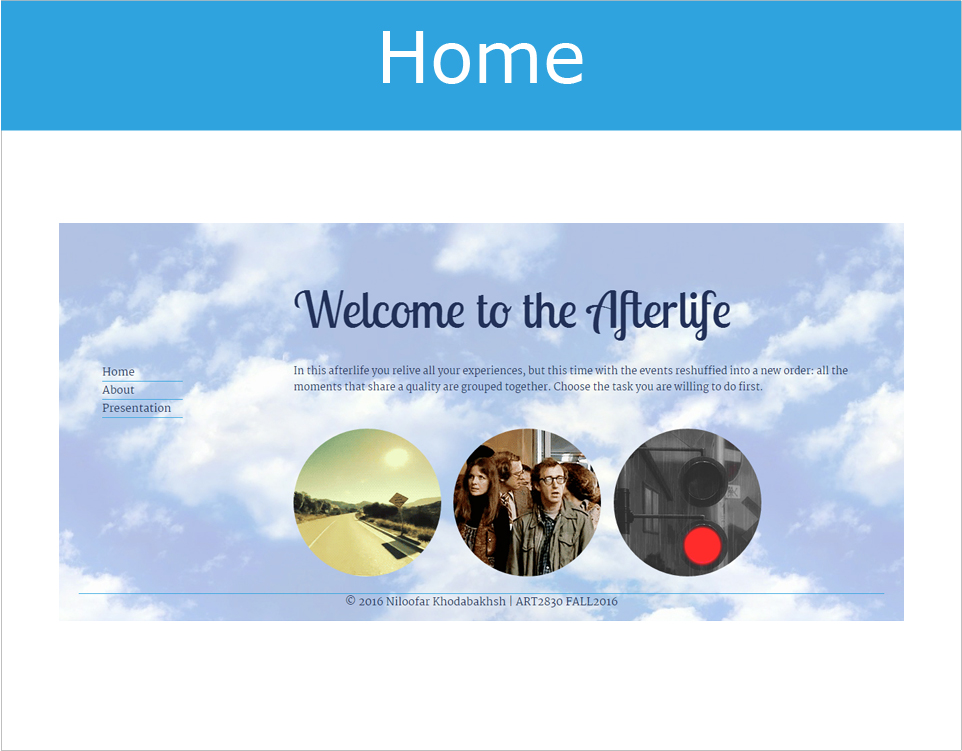 Home
Welcome to the Afterlife
Home
About
Presentation
In this afterlife you relive all your experiences, but this time with the events reshuffied into a new order: all the
moments that share a quality are grouped together. Choose the task you are willing to do first.
© 2016 Niloofar Khodabakhsh | ART2830 FALL2016